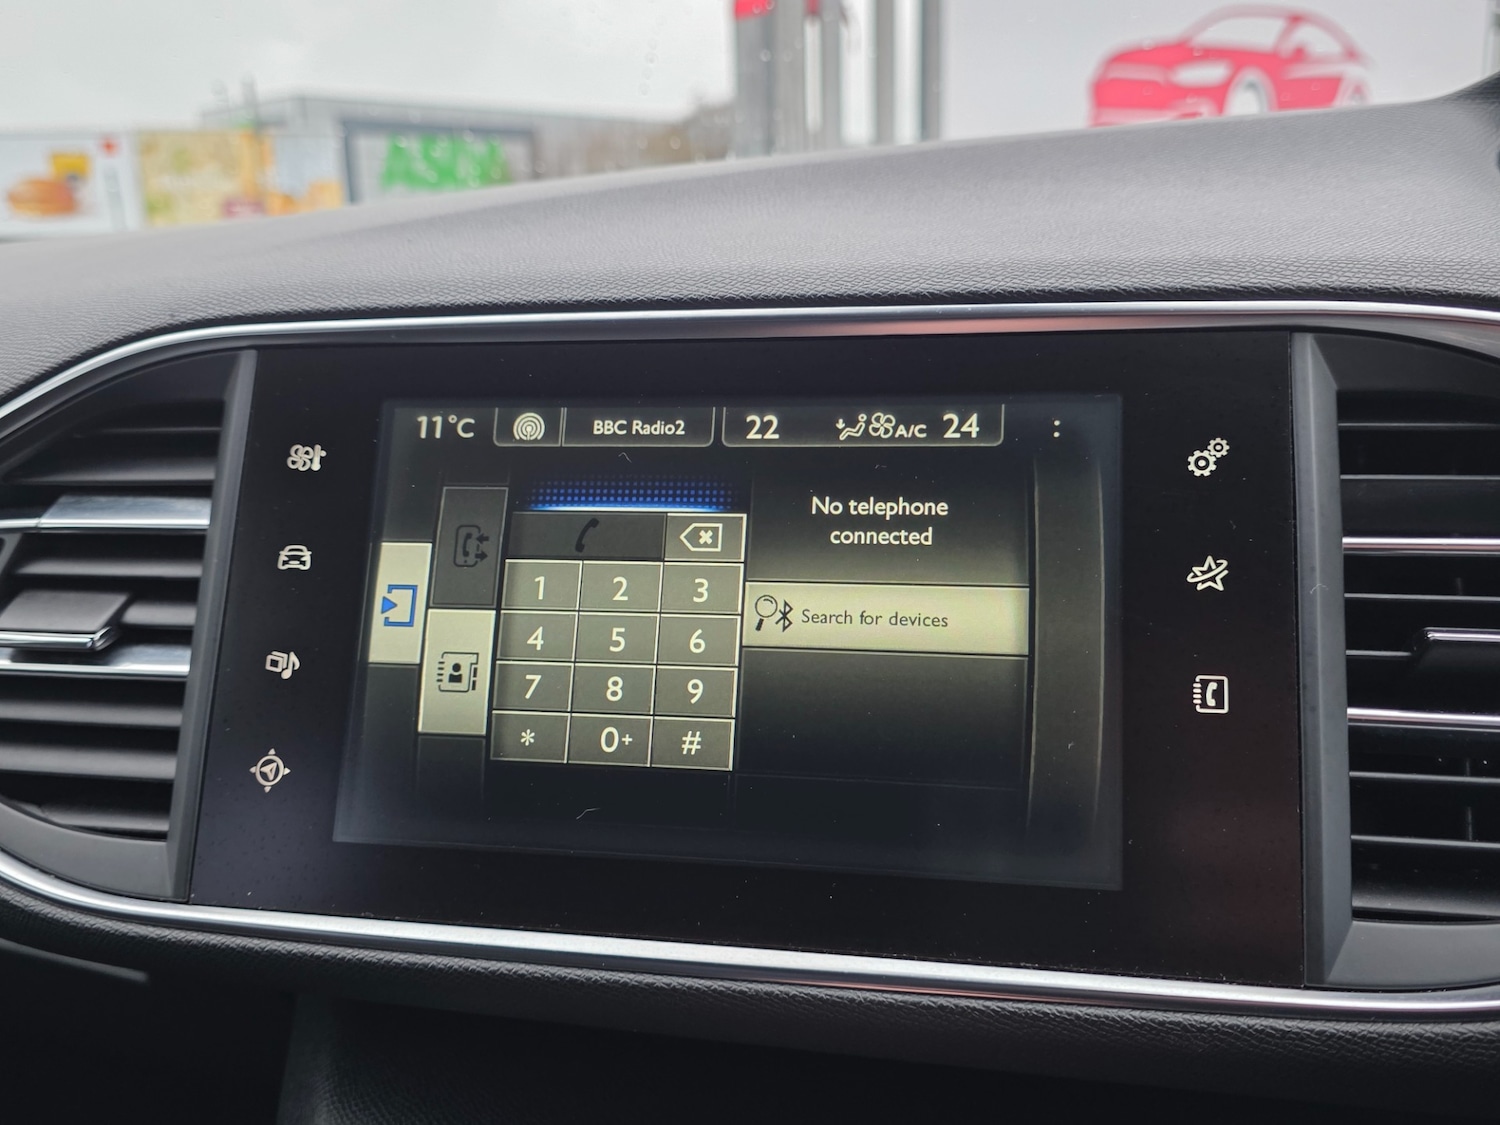 ASDA
11°C
BBC Radio2
22
A/C
24
No telephone
connected
1 2 3
4 5 6
7 8 9
* 0+ #
Search for devices